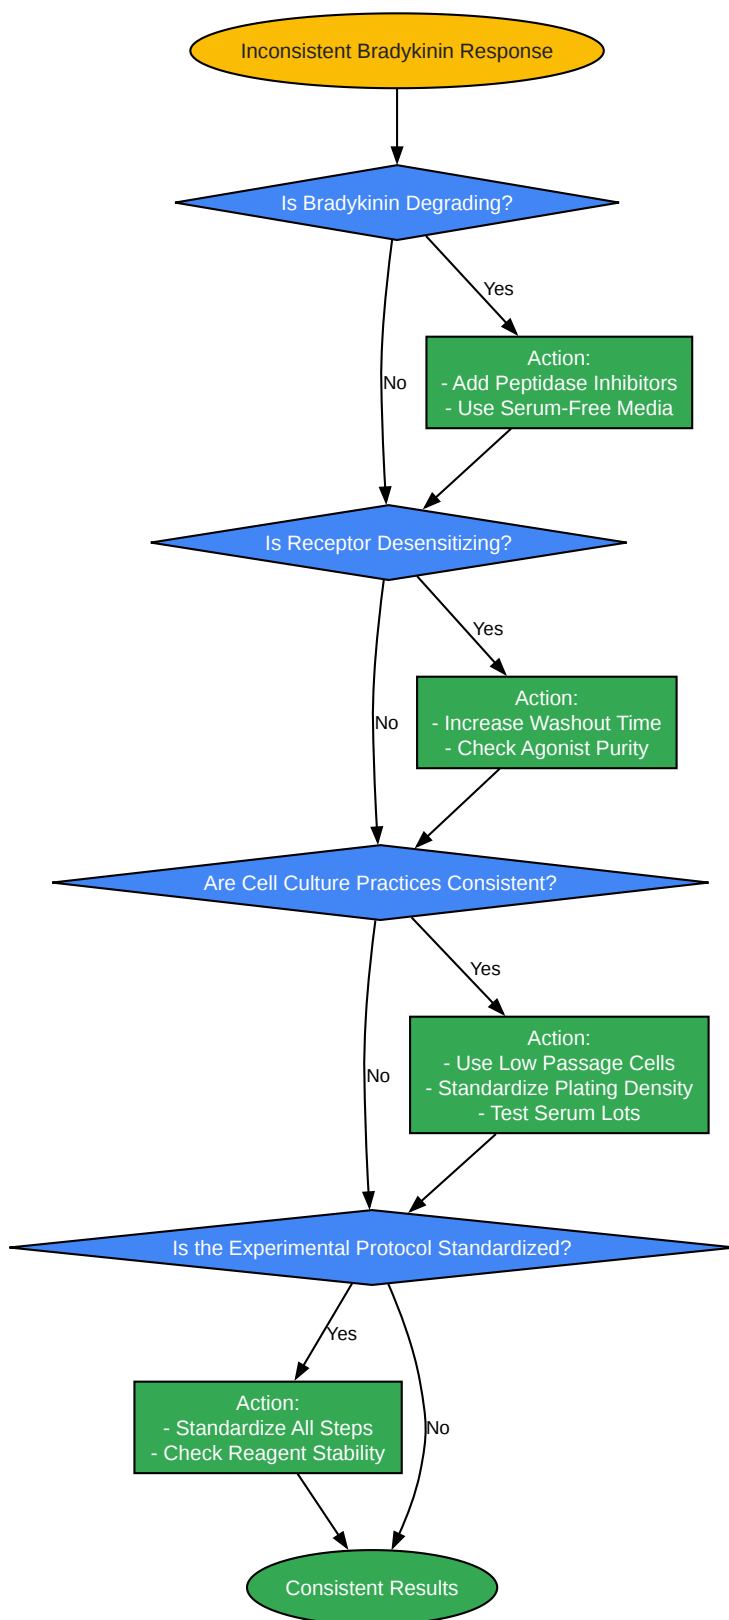 Inconsistent Bradykinin Response
Is Bradykinin Degrading?
Yes
No
Action:
- Add Peptidase Inhibitors
- Use Serum-Free Media
Is Receptor Desensitizing?
Yes
No
Action:
- Increase Washout Time
- Check Agonist Purity
Are Cell Culture Practices Consistent?
Yes
No
Action:
- Use Low Passage Cells
- Standardize Plating Density
- Test Serum Lots
Is the Experimental Protocol Standardized?
Yes
No
Action:
- Standardize All Steps
- Check Reagent Stability
Consistent Results